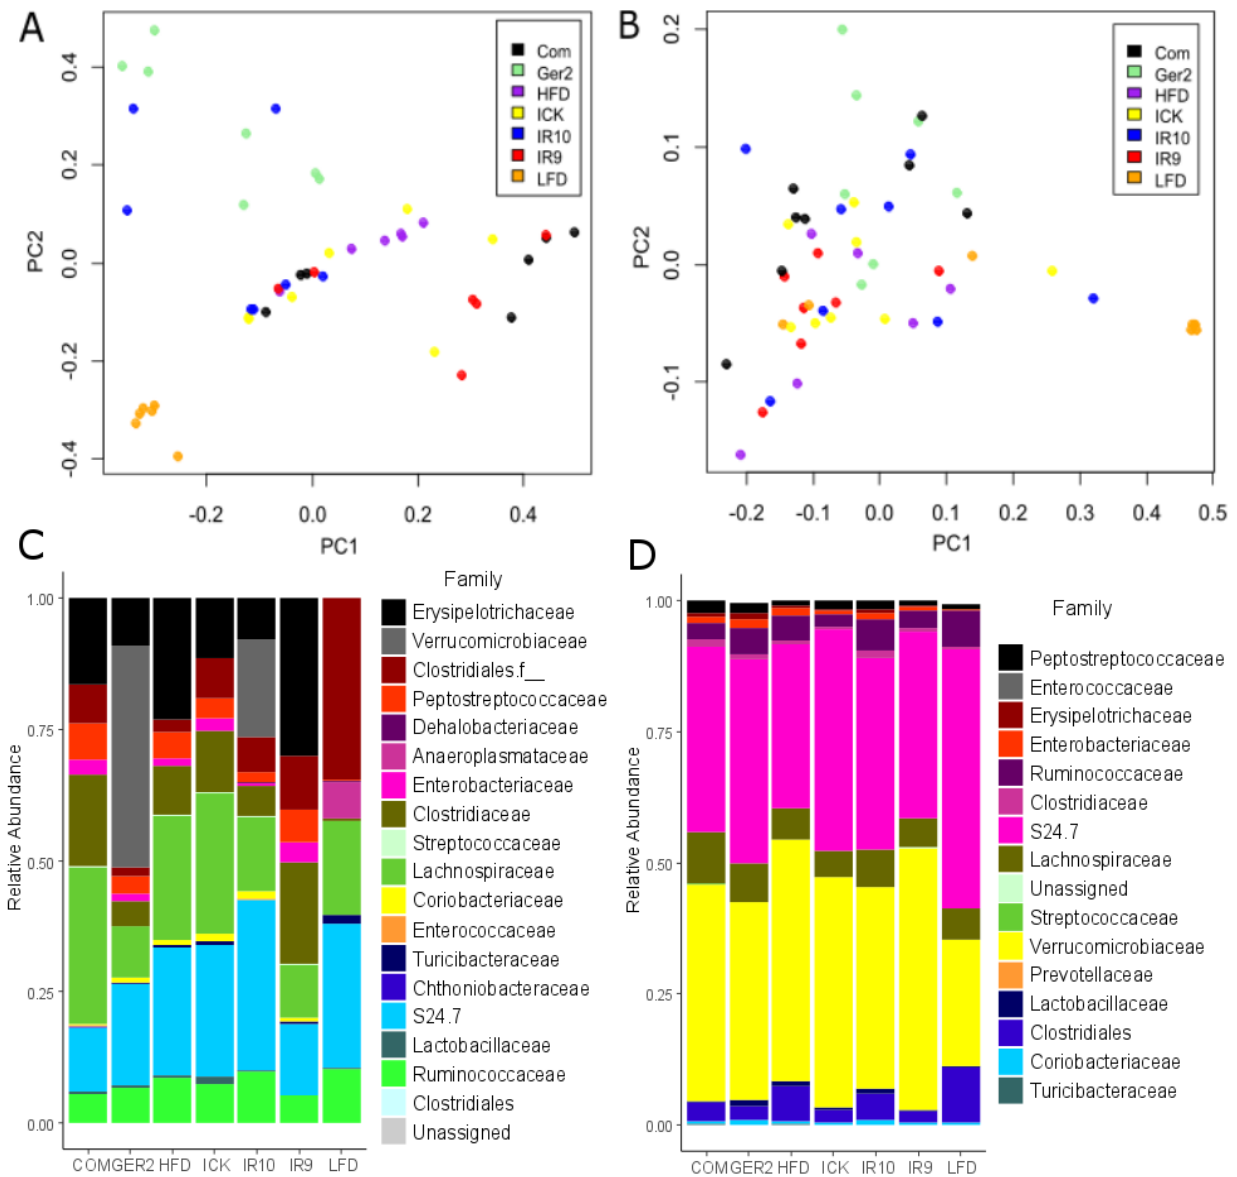 A
Com
Ger2
HFD
ICK
IR10
IR9
LFD
PC2
0.4
0.2
0.0
-0.2
-0.4
-0.2 0.0 0.2 0.4
PC1
B
Com
Ger2
HFD
ICK
IR10
IR9
LFD
PC2
0.2
0.1
0.0
-0.1
-0.2 -0.1 0.0 0.1 0.2 0.3 0.4 0.5
PC1
C
Family
Erysipelotrichaceae
Verrucomicrobiaceae
Clostridiales.f__
Peptostreptococcaceae
Dehalobacteriaceae
Anaeroplasmataceae
Enterobacteriaceae
Clostridiaceae
Streptococcaceae
Lachnospiraceae
Coriobacteriaceae
Enterococcaceae
Turicibacteraceae
Chthoniobacteraceae
S24.7
Lactobacillaceae
Ruminococcaceae
Clostridiales
Unassigned
Relative Abundance
1.00
0.75
0.50
0.25
0.00
COM GER2 HFD ICK IR10 IR9 LFD
D
Family
Peptostreptococcaceae
Enterococcaceae
Erysipelotrichaceae
Enterobacteriaceae
Ruminococcaceae
Clostridiaceae
S24.7
Lachnospiraceae
Unassigned
Streptococcaceae
Verrucomicrobiaceae
Prevotellaceae
Lactobacillaceae
Clostridiales
Coriobacteriaceae
Turicibacteraceae
Relative Abundance
1.00
0.75
0.50
0.25
0.00
COM GER2 HFD ICK IR10 IR9 LFD